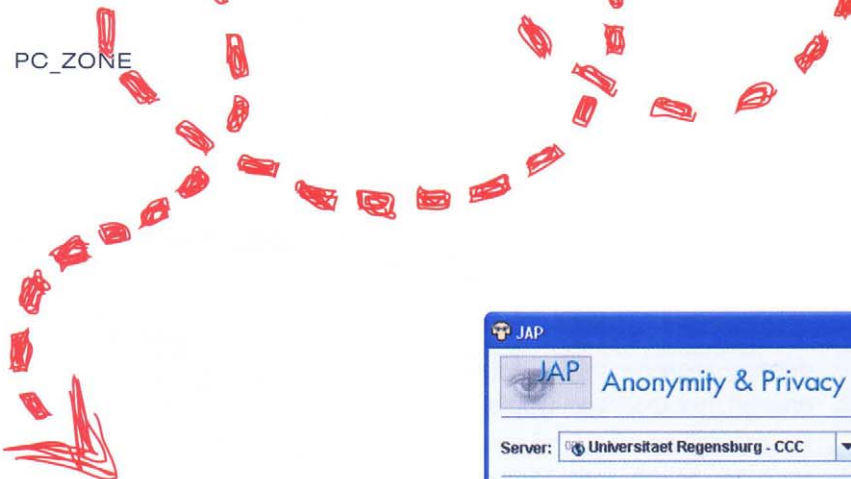 PC_ZONE
JAP
JAP Anonymity & Privacy
Server: Universitaet Regensburg - CCC